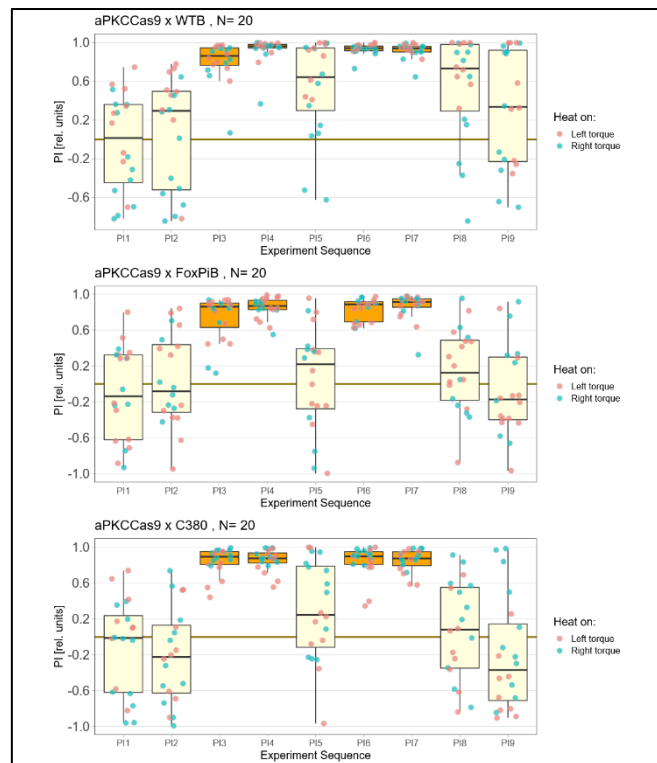 aPKCCas9 x WTB , N= 20
1.0
0.6
0.2
-0.2
-0.6
PI [rel. units]
PI1 PI2 PI3 PI4 PI5 PI6 PI7 PI8 PI9
Experiment Sequence
Heat on:
Left torque
Right torque
aPKCCas9 x FoxPiB , N= 20
1.0
0.6
0.2
-0.2
-0.6
-1.0
PI [rel. units]
PI1 PI2 PI3 PI4 PI5 PI6 PI7 PI8 PI9
Experiment Sequence
Heat on:
Left torque
Right torque
aPKCCas9 x C380 , N= 20
1.0
0.6
0.2
-0.2
-0.6
-1.0
PI [rel. units]
PI1 PI2 PI3 PI4 PI5 PI6 PI7 PI8 PI9
Experiment Sequence
Heat on:
Left torque
Right torque